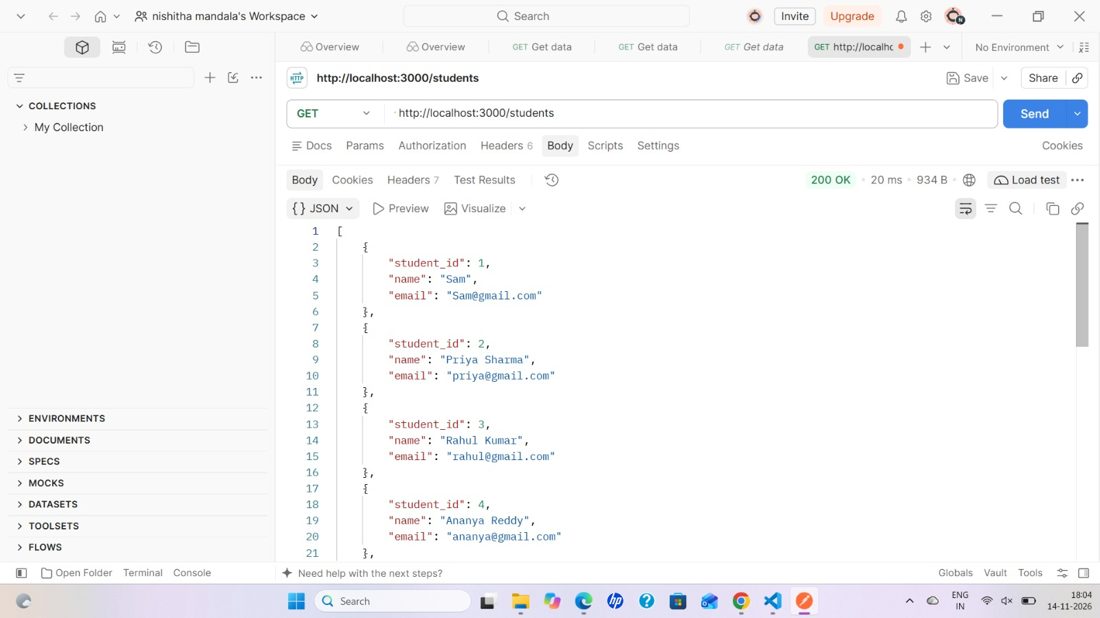 nishitha mandala's Workspace
Search
Invite
Upgrade
N
Overview
Overview
GET Get data
GET Get data
GET Get data
GET http://localhc
No Environment
HTTP http://localhost:3000/students
Save
Share
COLLECTIONS
My Collection
GET http://localhost:3000/students
Send
Docs Params Authorization Headers 6 Body Scripts Settings
Cookies
Body Cookies Headers 7 Test Results
200 OK • 20 ms • 934 B •
Load test
{ } JSON
Preview
Visualize
1 [
2 {
3 "student_id": 1,
4 "name": "Sam",
5 "email": "Sam@gmail.com"
6 },
7 {
8 "student_id": 2,
9 "name": "Priya Sharma",
10 "email": "priya@gmail.com"
11 },
12 {
13 "student_id": 3,
14 "name": "Rahul Kumar",
15 "email": "rahul@gmail.com"
16 },
17 {
18 "student_id": 4,
19 "name": "Ananya Reddy",
20 "email": "ananya@gmail.com"
21 },
ENVIRONMENTS
DOCUMENTS
SPECS
MOCKS
DATASETS
TOOLSETS
FLOWS
Open Folder Terminal Console
Need help with the next steps?
Globals Vault Tools
Search
hp
?
ENG
IN
18:04
14-11-2026